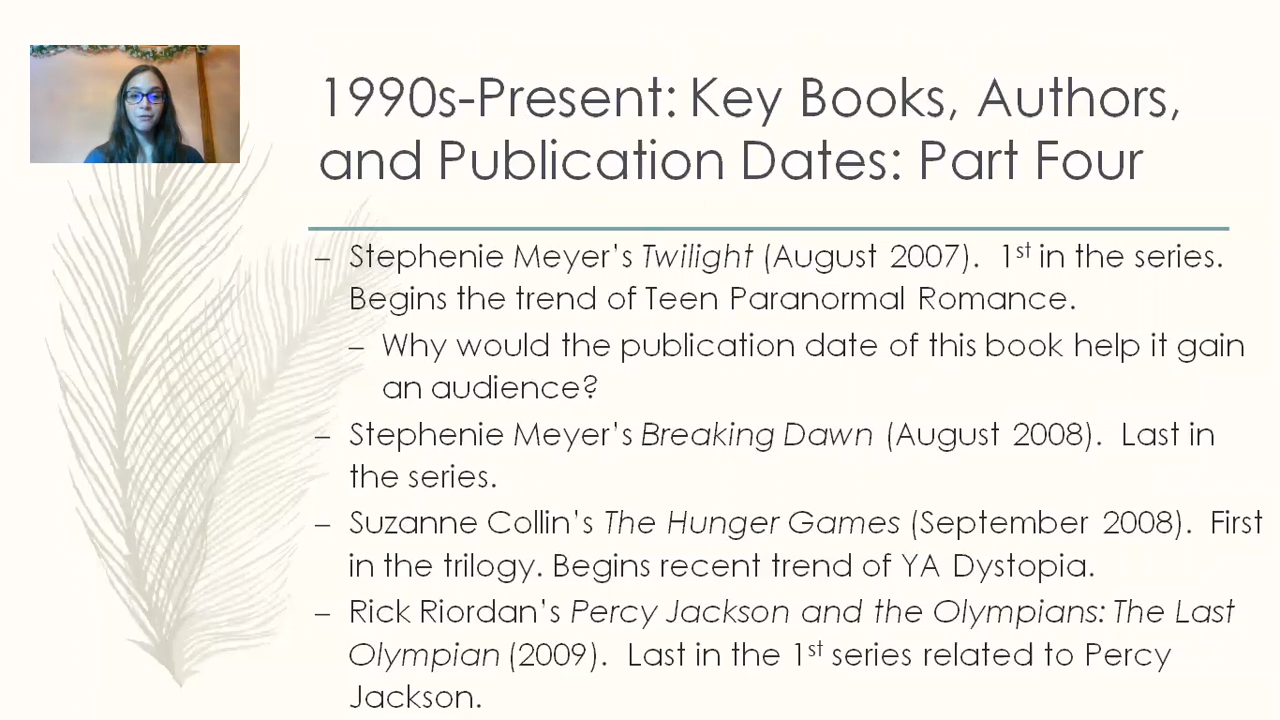 1990s-Present: Key Books, Authors,
and Publication Dates: Part Four
– Stephenie Meyer's Twilight (August 2007).  1st in the series.
Begins the trend of Teen Paranormal Romance.
– Why would the publication date of this book help it gain
an audience?
– Stephenie Meyer's Breaking Dawn (August 2008).  Last in
the series.
– Suzanne Collin's The Hunger Games (September 2008).  First
in the trilogy. Begins recent trend of YA Dystopia.
– Rick Riordan's Percy Jackson and the Olympians: The Last
Olympian (2009).  Last in the 1st series related to Percy
Jackson.